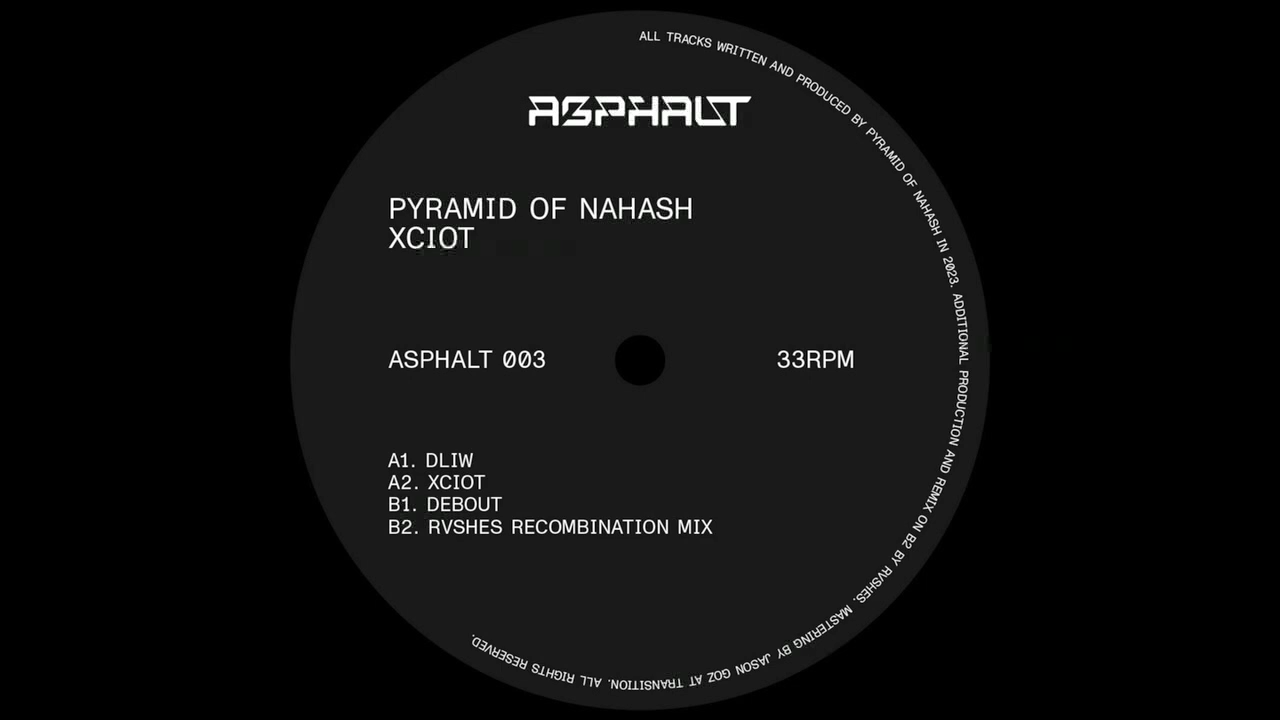 ASPHALT
PYRAMID OF NAHASH
XCIOT
ASPHALT 003
33RPM
A1. DLIW
A2. XCIOT
B1. DEBOUT
B2. RVSHES RECOMBINATION MIX
ALL TRACKS WRITTEN AND PRODUCED BY PYRAMID OF NAHASH IN 2023. ADDITIONAL PRODUCTION AND REMIX ON B2 BY RVSHES. MASTERING BY JASON GOZ AT TRANSITION. ALL RIGHTS RESERVED.